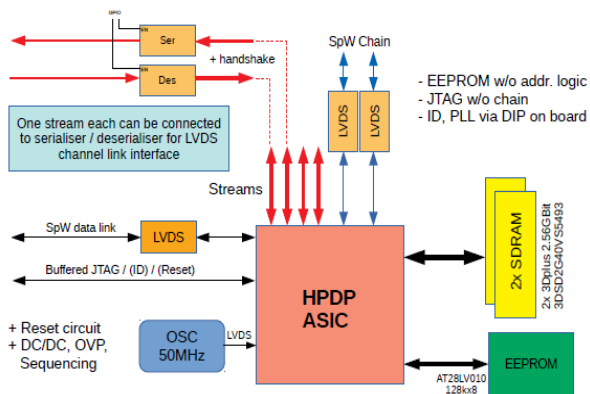 GPIO
EN
Ser
+ handshake
EN
Des
SpW Chain
LVDS
LVDS
- EEPROM w/o addr. logic
- JTAG w/o chain
- ID, PLL via DIP on board
One stream each can be connected
to serialiser / deserialiser for LVDS
channel link interface
Streams
SpW data link
LVDS
Buffered JTAG / (ID) / (Reset)
HPDP
ASIC
2x SDRAM
2x 3Dplus 2.56GBit
3DSD2G40VS5493
+ Reset circuit
+ DC/DC, OVP,
Sequencing
OSC
50MHz
LVDS
EEPROM
AT28LV010
128kx8